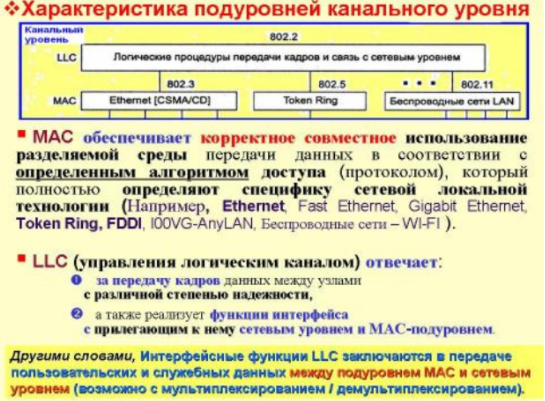 ❖Характеристика подуровней канального уровня
Канальный
уровень
802.2
LLC
Логические процедуры передачи кадров и связь с сетевым уровнем
802.3
802.5
• • •
802.11
MAC
Ethernet [CSMA/CD]
Token Ring
Беспроводные сети LAN
▪ MAC обеспечивает корректное совместное использование
разделяемой среды передачи данных в соответствии с
определенным алгоритмом доступа (протоколом), который
полностью определяют специфику сетевой локальной
технологии (Например, Ethernet, Fast Ethernet, Gigabit Ethernet,
Token Ring, FDDI, I00VG-AnyLAN, Беспроводные сети – WI-FI ).
▪ LLC (управления логическим каналом) отвечает:
❶ за передачу кадров данных между узлами
с различной степенью надежности,
❷ а также реализует функции интерфейса
с прилегающим к нему сетевым уровнем и MAC-подуровнем.
Другими словами, Интерфейсные функции LLC заключаются в передаче
пользовательских и служебных данных между подуровнем MAC и сетевым
уровнем (возможно с мультиплексированием / демультиплексированием).